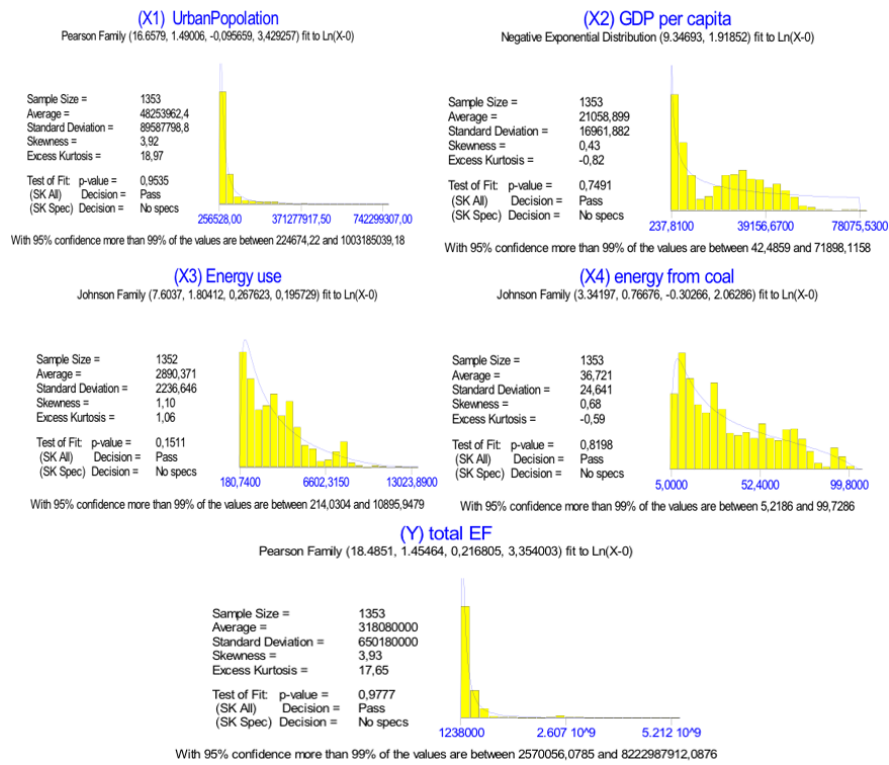 (X1) UrbanPopolation
Pearson Family (16.6579, 1.49006, -0,095659, 3,429257) fit to Ln(X-0)
Sample Size = 1353
Average = 48253962,4
Standard Deviation = 89587798,8
Skewness = 3,92
Excess Kurtosis = 18,97
Test of Fit: p-value = 0,9535
(SK All) Decision = Pass
(SK Spec) Decision = No specs
256528,00 371277917,50 742299307,00
With 95% confidence more than 99% of the values are between 224674,22 and 1003185039,18
(X2) GDP per capita
Negative Exponential Distribution (9.34693, 1.91852) fit to Ln(X-0)
Sample Size = 1353
Average = 21058,899
Standard Deviation = 16961,882
Skewness = 0,43
Excess Kurtosis = -0,82
Test of Fit: p-value = 0,7491
(SK All) Decision = Pass
(SK Spec) Decision = No specs
237,8100 39156,6700 78075,5300
With 95% confidence more than 99% of the values are between 42,4859 and 71898,1158
(X3) Energy use
Johnson Family (7.6037, 1.80412, 0,267623, 0,195729) fit to Ln(X-0)
Sample Size = 1352
Average = 2890,371
Standard Deviation = 2236,646
Skewness = 1,10
Excess Kurtosis = 1,06
Test of Fit: p-value = 0,1511
(SK All) Decision = Pass
(SK Spec) Decision = No specs
180,7400 6602,3150 13023,8900
With 95% confidence more than 99% of the values are between 214,0304 and 10895,9479
(X4) energy from coal
Johnson Family (3.34197, 0.76676, -0.30266, 2.06286) fit to Ln(X-0)
Sample Size = 1353
Average = 36,721
Standard Deviation = 24,641
Skewness = 0,68
Excess Kurtosis = -0,59
Test of Fit: p-value = 0,8198
(SK All) Decision = Pass
(SK Spec) Decision = No specs
5,0000 52,4000 99,8000
With 95% confidence more than 99% of the values are between 5,2186 and 99,7286
(Y) total EF
Pearson Family (18.4851, 1.45464, 0,216805, 3,354003) fit to Ln(X-0)
Sample Size = 1353
Average = 318080000
Standard Deviation = 650180000
Skewness = 3,93
Excess Kurtosis = 17,65
Test of Fit: p-value = 0,9777
(SK All) Decision = Pass
(SK Spec) Decision = No specs
1238000 2.607 10^9 5.212 10^9
With 95% confidence more than 99% of the values are between 2570056,0785 and 8222987912,0876